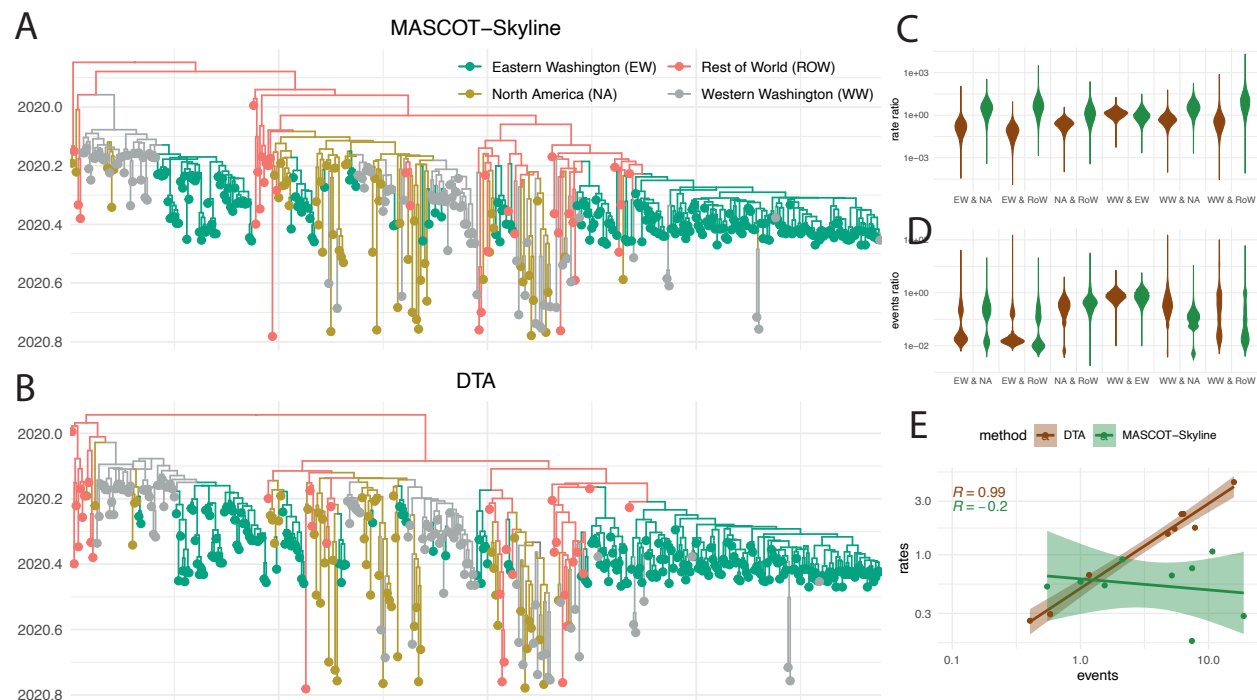 A
MASCOT−Skyline
Eastern Washington (EW)
Rest of World (ROW)
North America (NA)
Western Washington (WW)
2020.0
2020.2
2020.4
2020.6
2020.8
B
DTA
2020.0
2020.2
2020.4
2020.6
2020.8
C
rate ratio
1e+03
1e+00
1e−03
EW & NA
EW & RoW
NA & RoW
WW & EW
WW & NA
WW & RoW
D
events ratio
1e+00
1e−02
EW & NA
EW & RoW
NA & RoW
WW & EW
WW & NA
WW & RoW
E
method
DTA
MASCOT−Skyline
R = 0.99
R = −0.2
rates
3.0
1.0
0.3
0.1
1.0
10.0
events